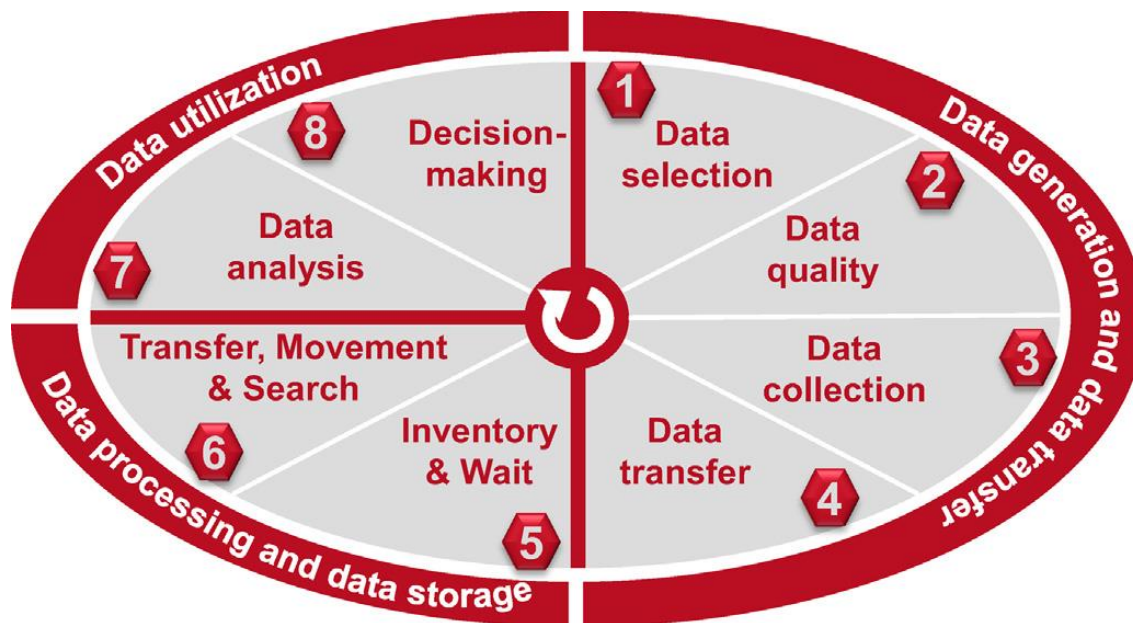 Data utilization
Data generation and data transfer
Data processing and data storage
1
Data
selection
2
Data
quality
3
Data
collection
4
Data
transfer
5
Inventory
& Wait
6
Transfer, Movement
& Search
7
Data
analysis
8
Decision-
making